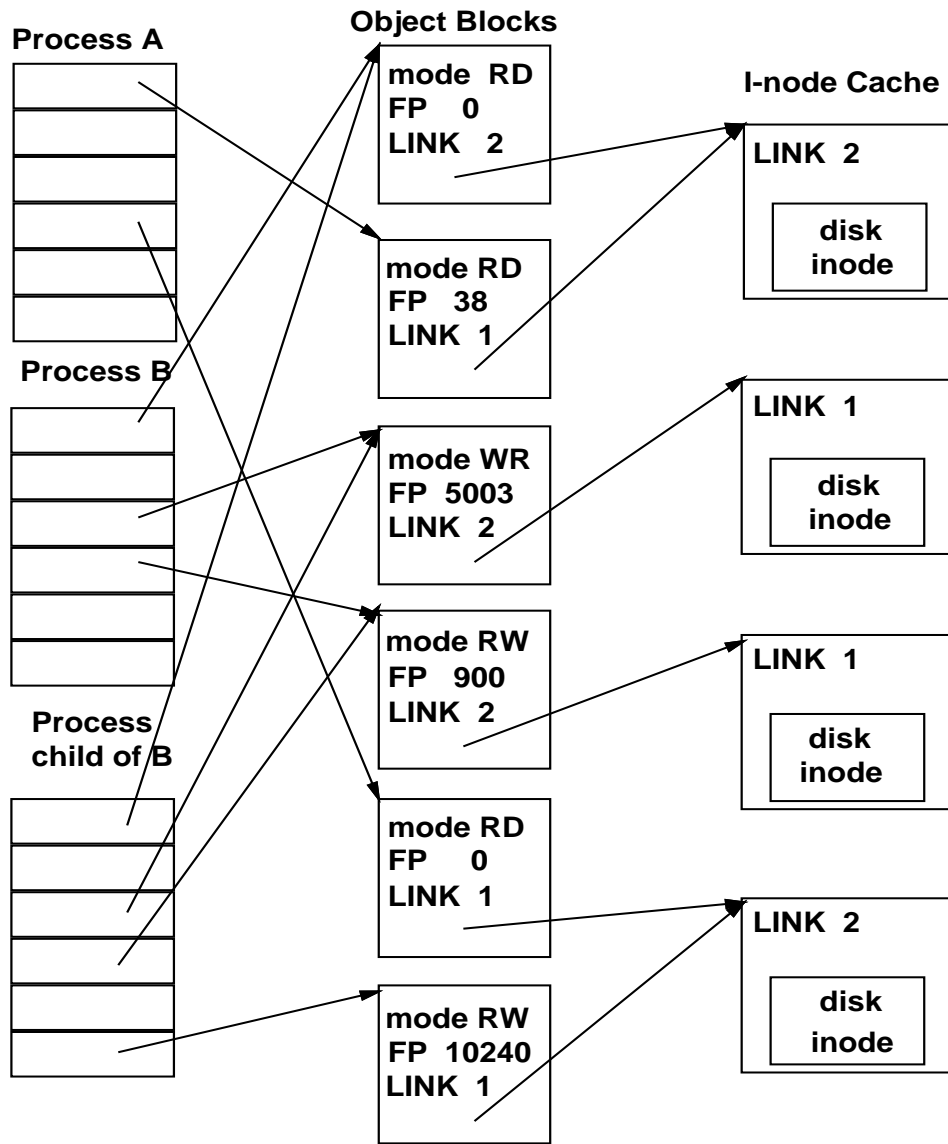 Process A
Process B
Process
child of B
Object Blocks
mode RD
FP 0
LINK 2
mode RD
FP 38
LINK 1
mode WR
FP 5003
LINK 2
mode RW
FP 900
LINK 2
mode RD
FP 0
LINK 1
mode RW
FP 10240
LINK 1
I-node Cache
LINK 2
disk
inode
LINK 1
disk
inode
LINK 1
disk
inode
LINK 2
disk
inode